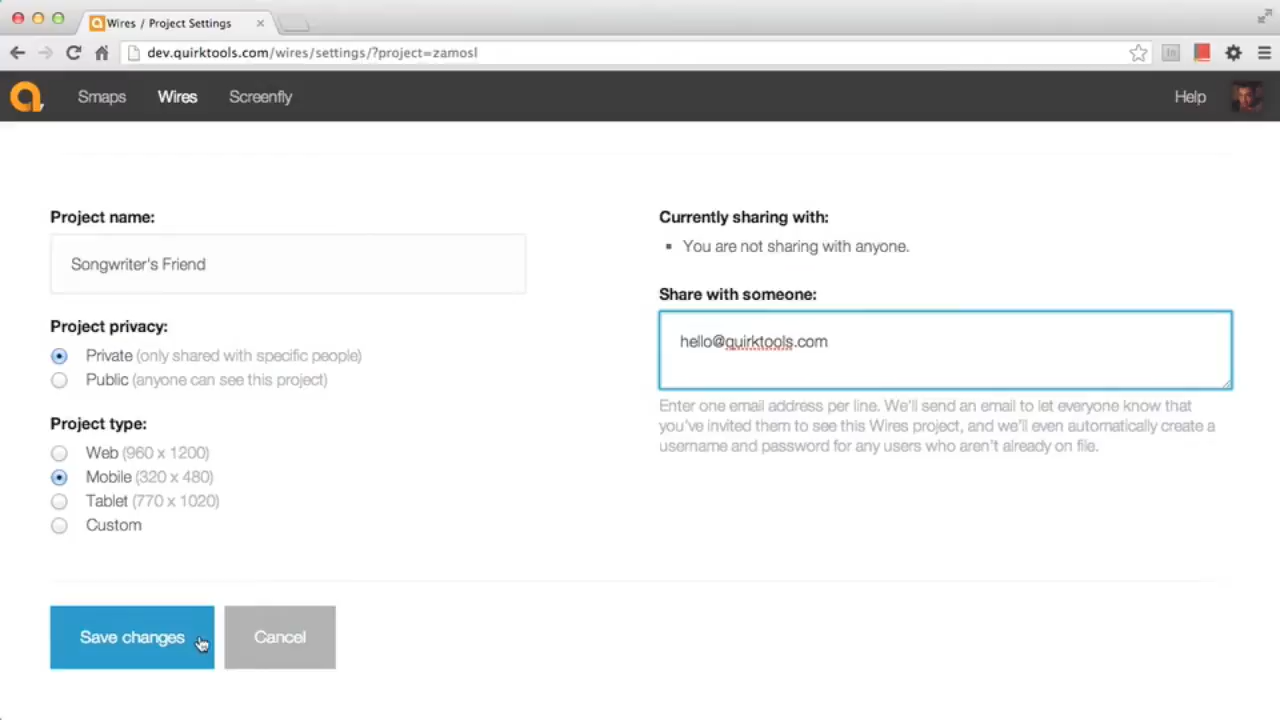 Wires / Project Settings
dev.quirktools.com/wires/settings/?project=zamosl
Smaps Wires Screenfly Help
Project name:
Songwriter's Friend
Project privacy:
Private (only shared with specific people)
Public (anyone can see this project)
Project type:
Web (960 x 1200)
Mobile (320 x 480)
Tablet (770 x 1020)
Custom
Currently sharing with:
You are not sharing with anyone.
Share with someone:
hello@quirktools.com
Enter one email address per line. We'll send an email to let everyone know that
you've invited them to see this Wires project, and we'll even automatically create a
username and password for any users who aren't already on file.
Save changes Cancel